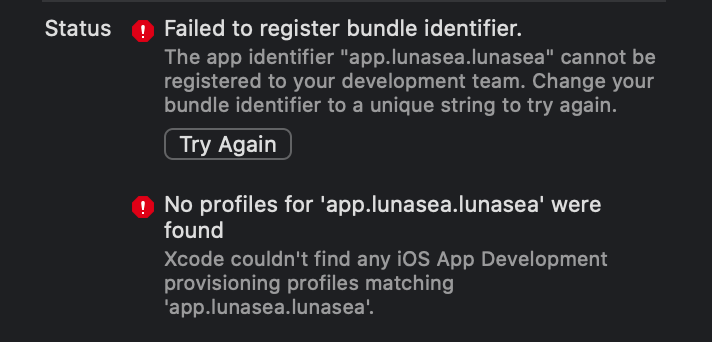 Status
Failed to register bundle identifier.
The app identifier "app.lunasea.lunasea" cannot be
registered to your development team. Change your
bundle identifier to a unique string to try again.
Try Again
No profiles for 'app.lunasea.lunasea' were
found
Xcode couldn't find any iOS App Development
provisioning profiles matching
'app.lunasea.lunasea'.